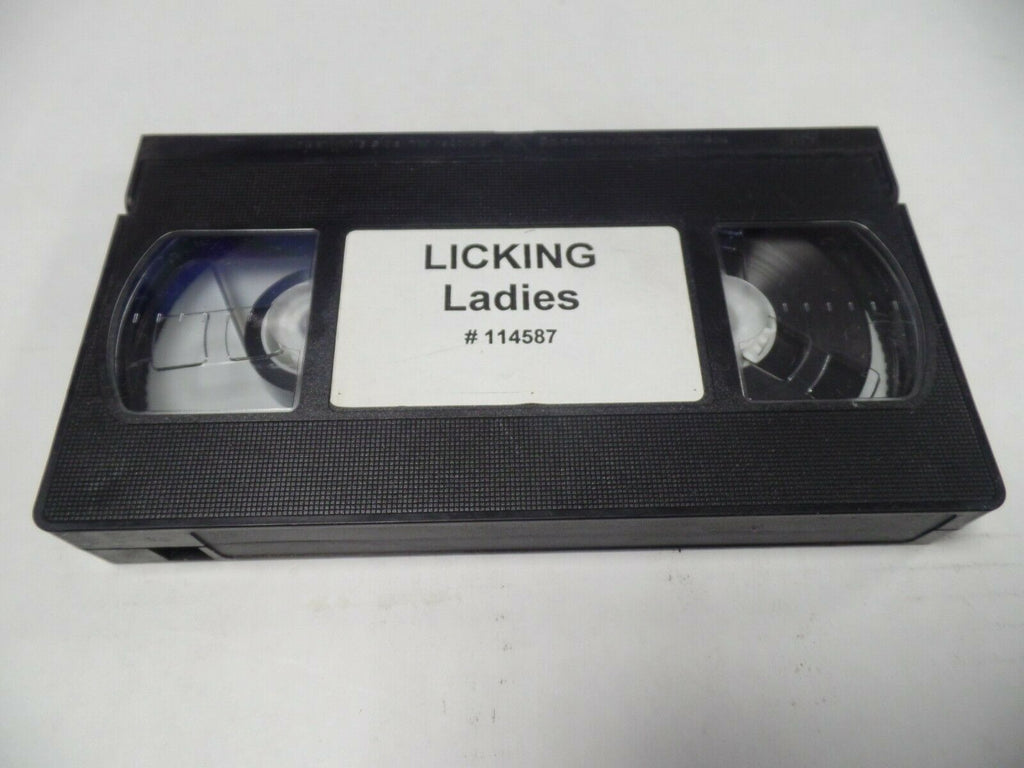 LICKING
Ladies
# 114587